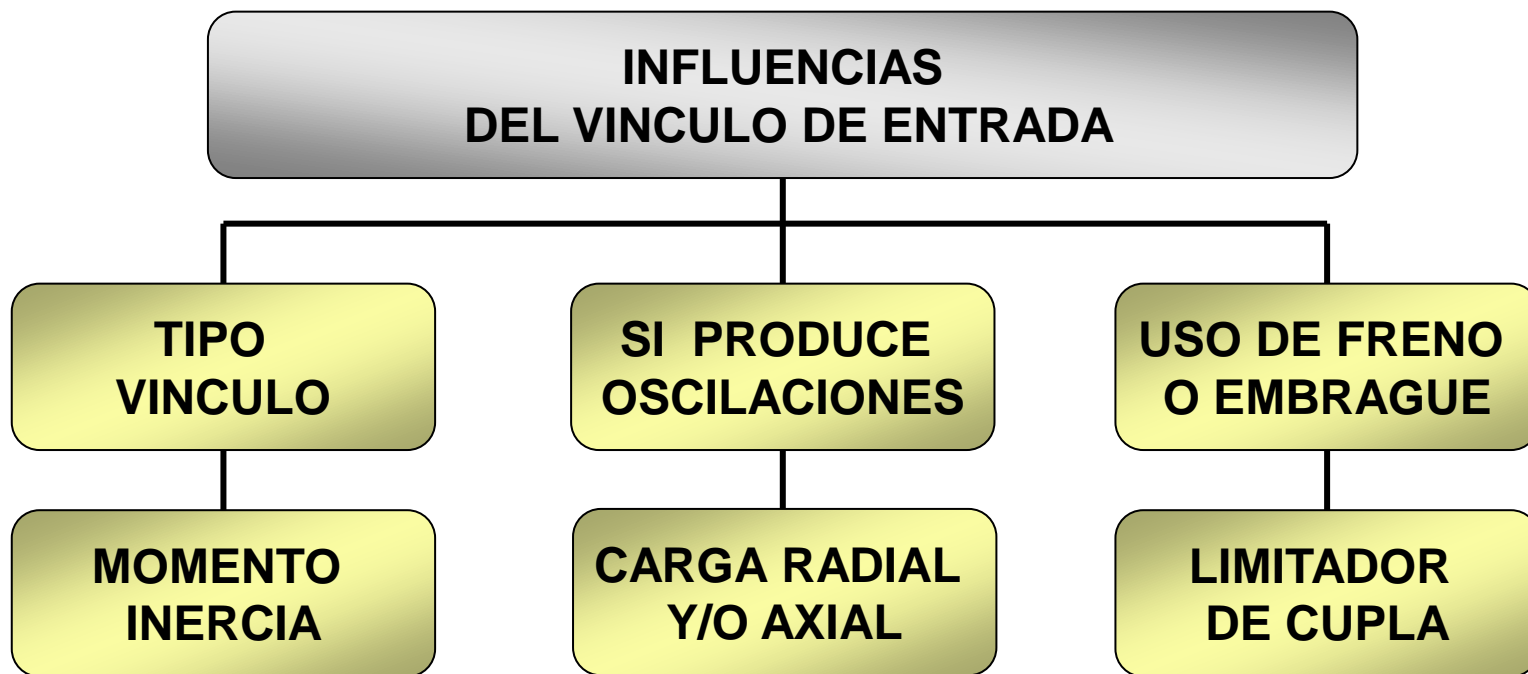 INFLUENCIAS
DEL VINCULO DE ENTRADA
TIPO
VINCULO
SI PRODUCE
OSCILACIONES
USO DE FRENO
O EMBRAGUE
MOMENTO
INERCIA
CARGA RADIAL
Y/O AXIAL
LIMITADOR
DE CUPLA